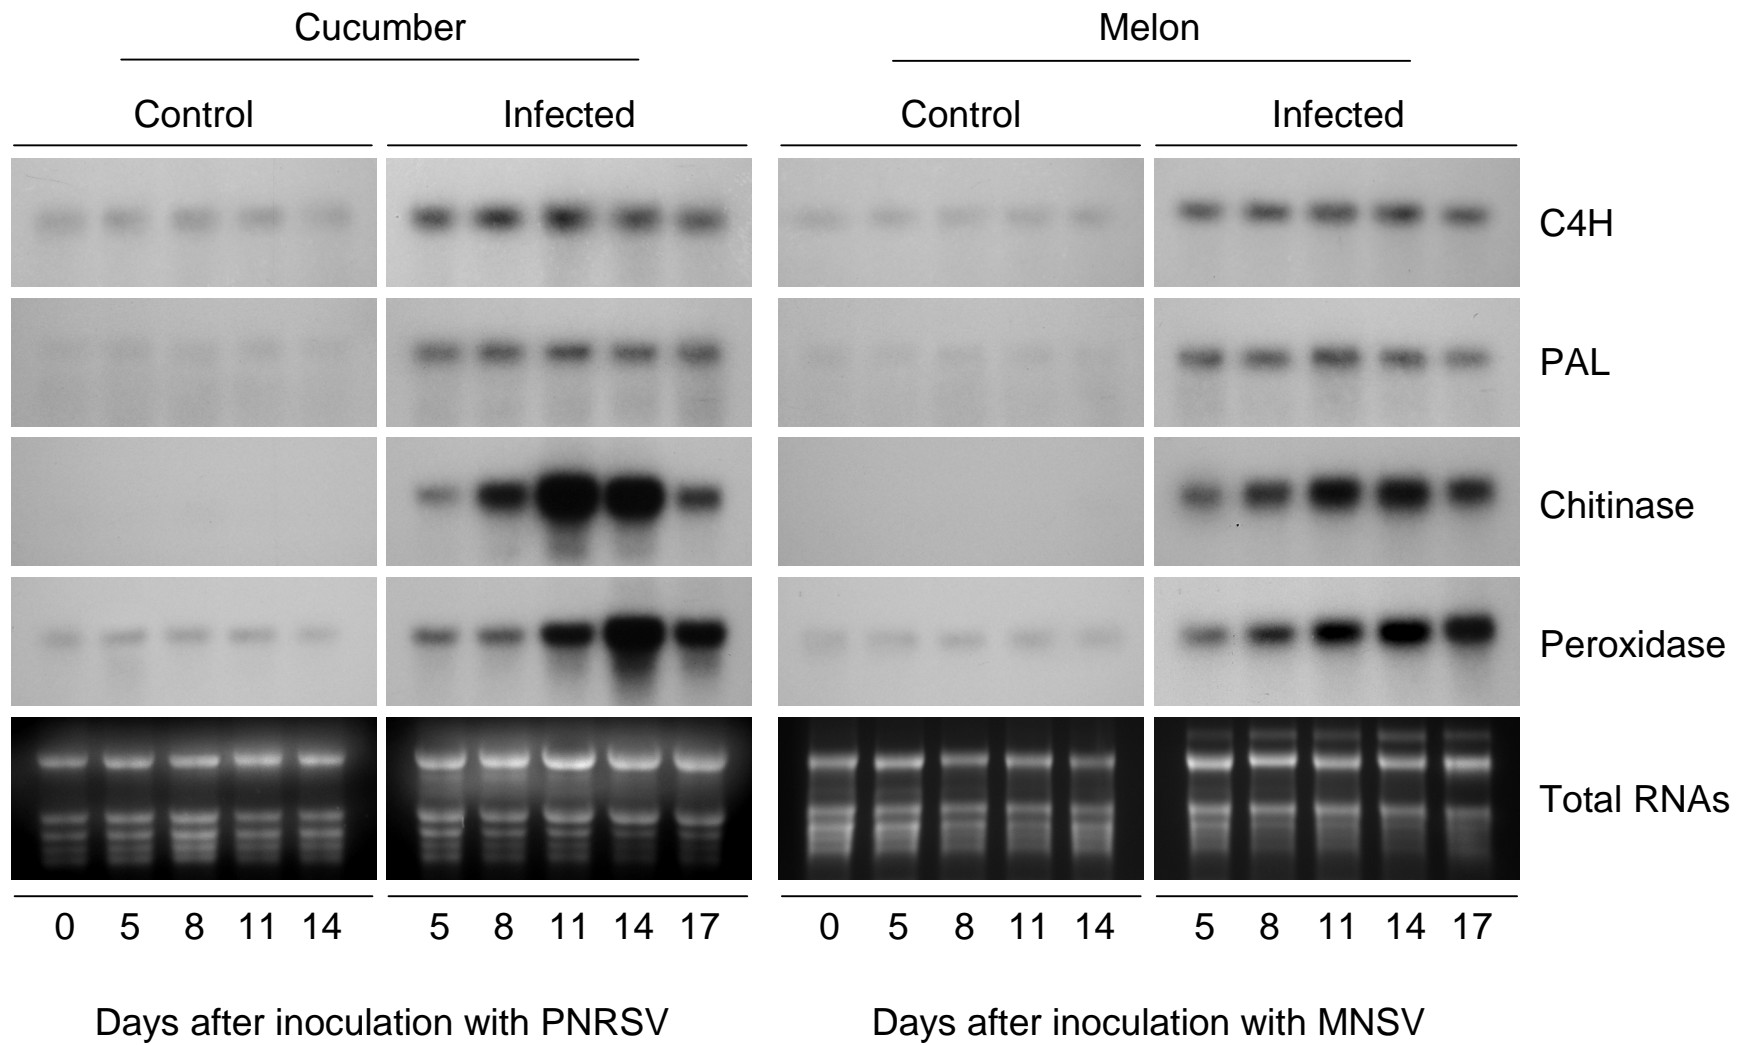 Cucumber Melon
Control Infected Control Infected
C4H
PAL
Chitinase
Peroxidase
Total RNAs
0 5 8 11 14 5 8 11 14 17 0 5 8 11 14 5 8 11 14 17
Days after inoculation with PNRSV Days after inoculation with MNSV